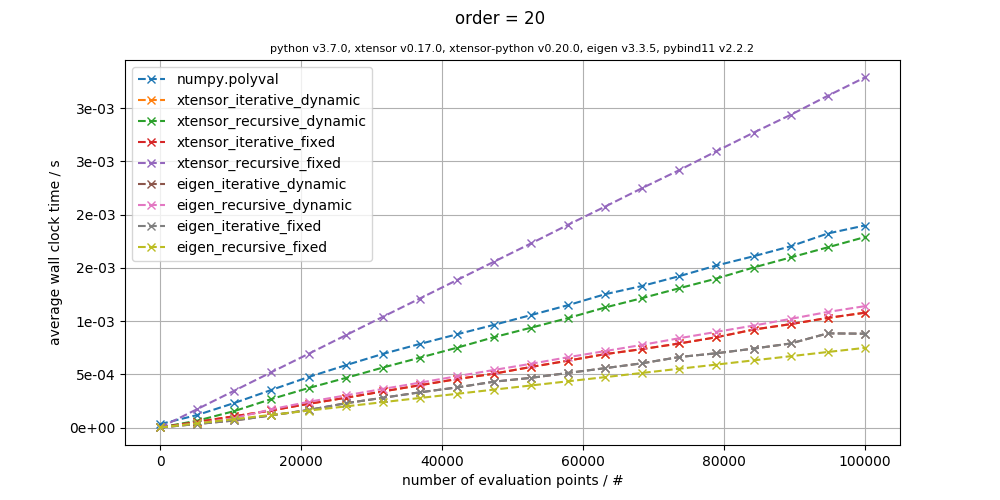 order = 20
python v3.7.0, xtensor v0.17.0, xtensor-python v0.20.0, eigen v3.3.5, pybind11 v2.2.2
numpy.polyval
xtensor_iterative_dynamic
xtensor_recursive_dynamic
xtensor_iterative_fixed
xtensor_recursive_fixed
eigen_iterative_dynamic
eigen_recursive_dynamic
eigen_iterative_fixed
eigen_recursive_fixed
average wall clock time / s
3e-03
3e-03
2e-03
2e-03
1e-03
5e-04
0e+00
0 20000 40000 60000 80000 100000
number of evaluation points / #